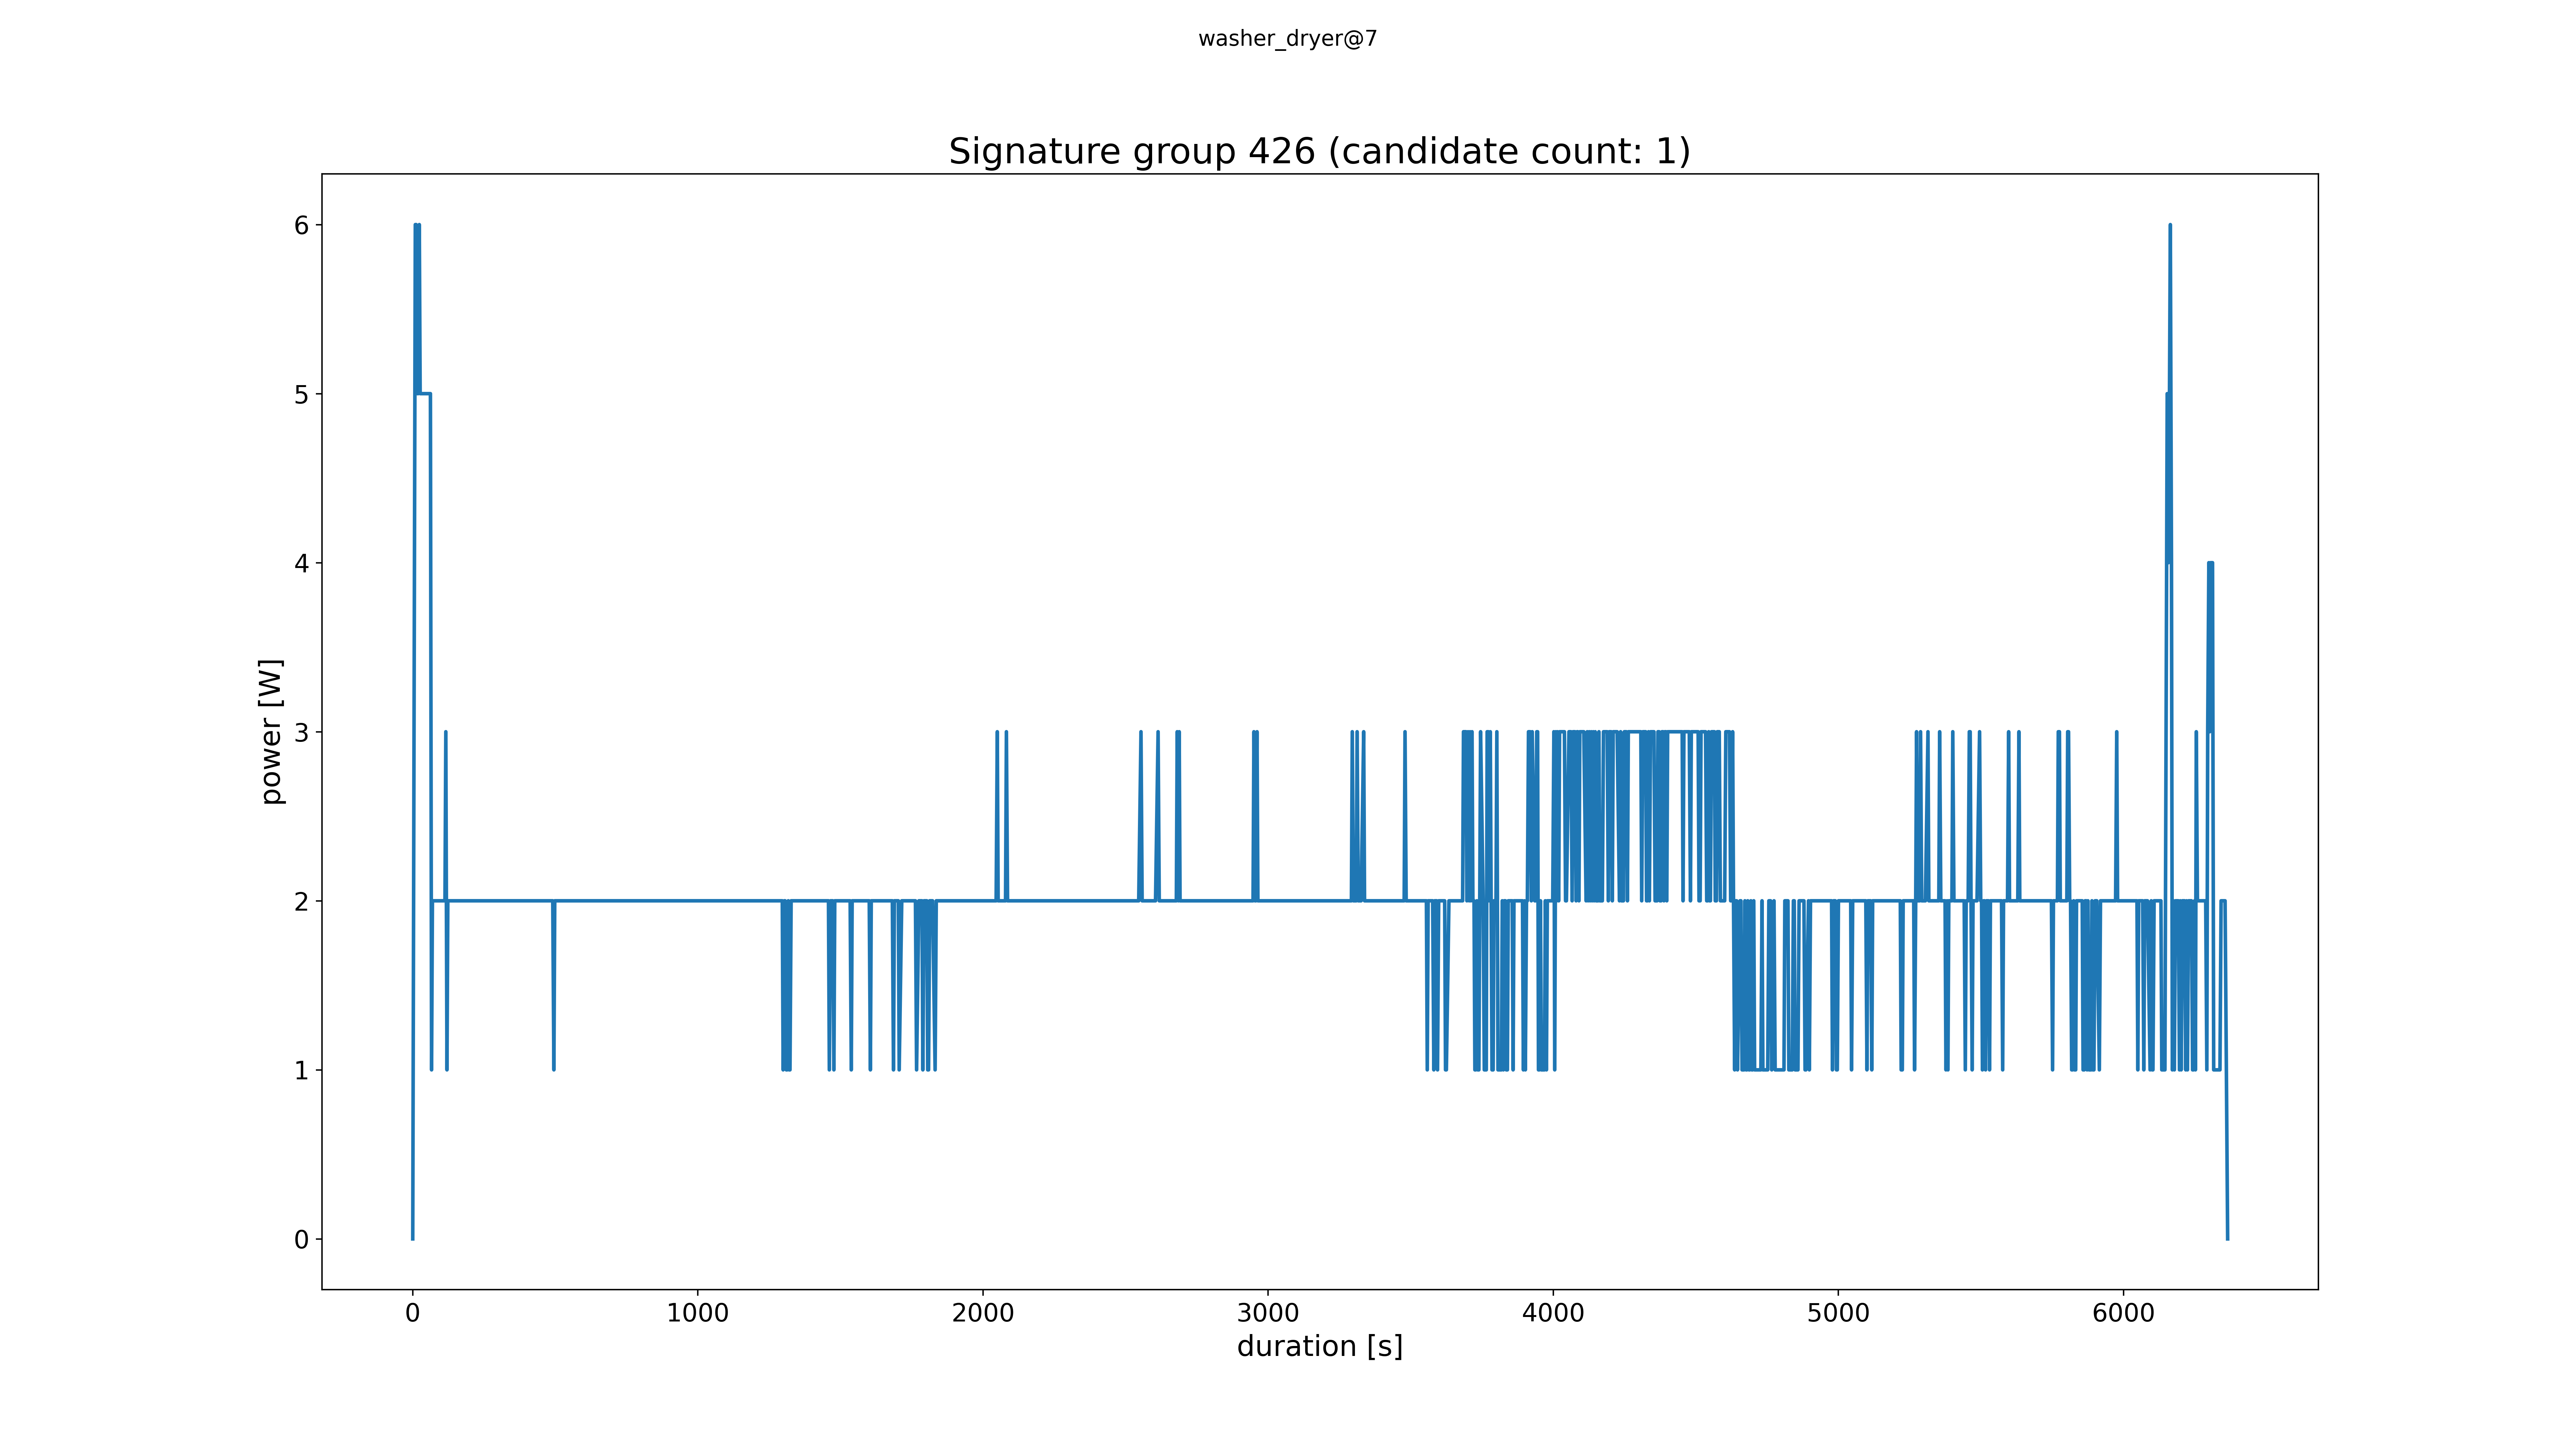 washer_dryer@7
Signature group 426 (candidate count: 1)
power [W]
6
5
4
3
2
1
0
0 1000 2000 3000 4000 5000 6000
duration [s]